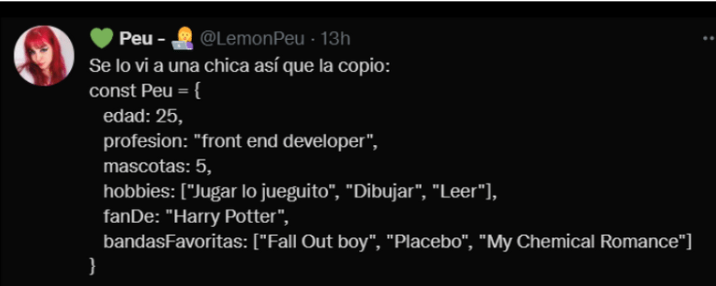 💚 Peu - 👩‍💻 @LemonPeu · 13h
Se lo vi a una chica así que la copio:
const Peu = {
edad: 25,
profesion: "front end developer",
mascotas: 5,
hobbies: ["Jugar lo jueguito", "Dibujar", "Leer"],
fanDe: "Harry Potter",
bandasFavoritas: ["Fall Out boy", "Placebo", "My Chemical Romance"]
}